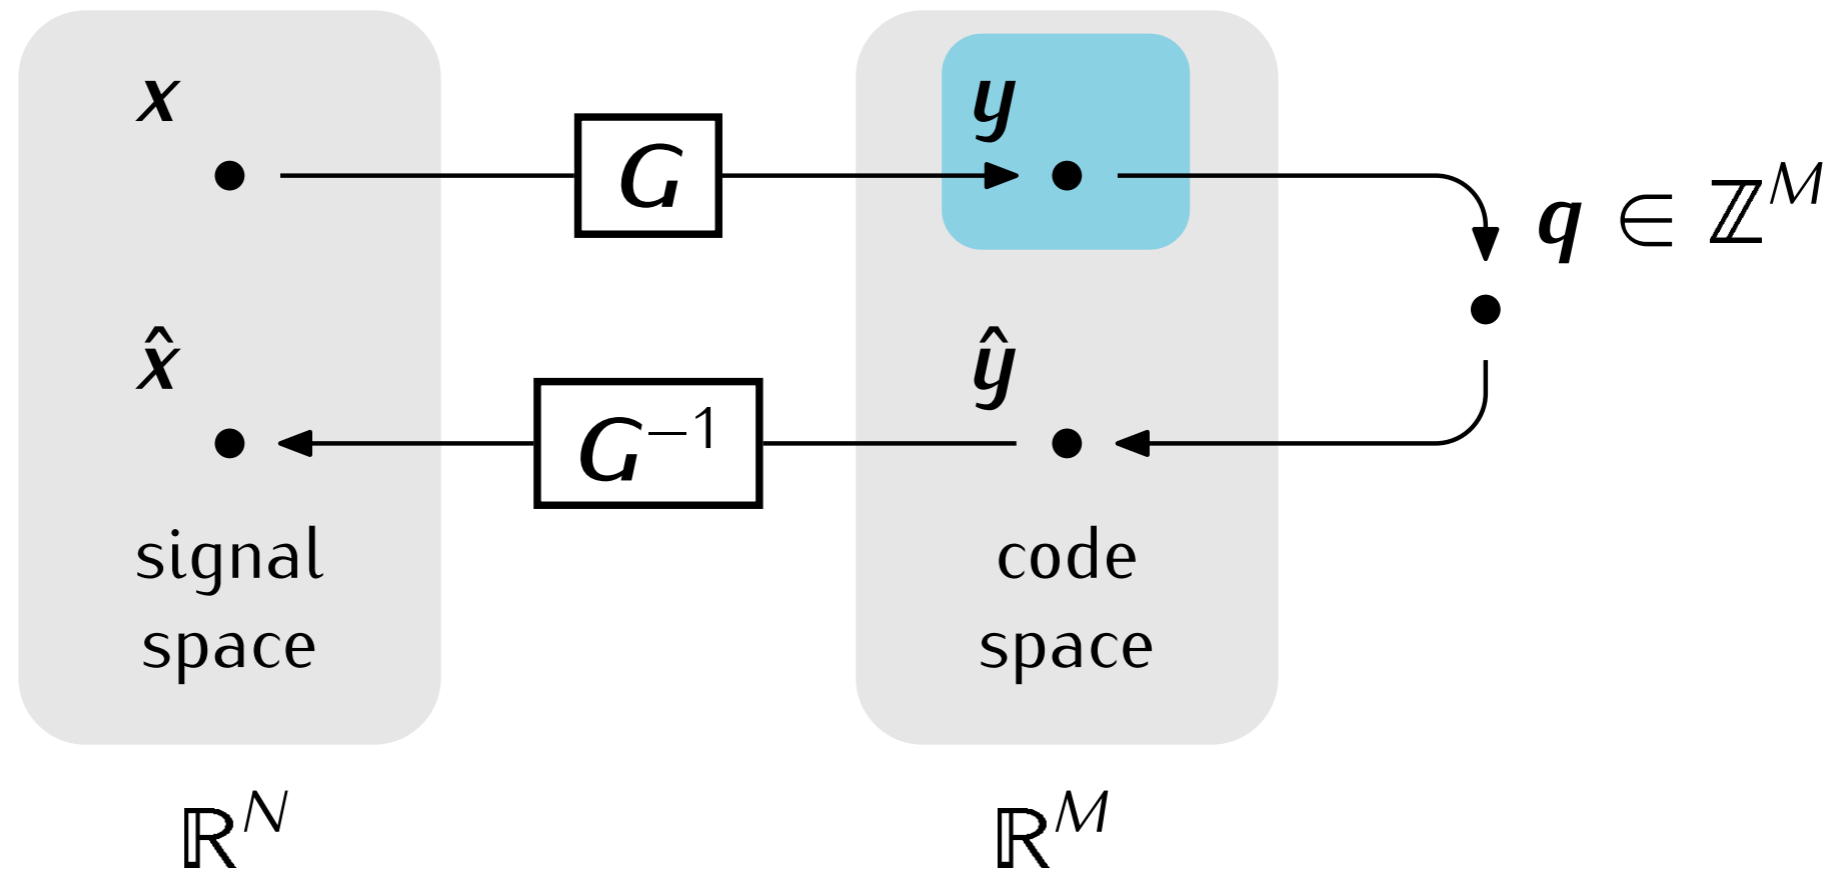 x
G
y
q ∈ ℤ^M
x̂
G^−1
ŷ
signal
space
code
space
ℝ^N
ℝ^M